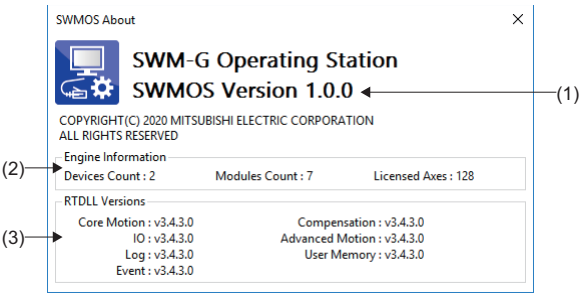 SWMOS About
SWM-G Operating Station
SWMOS Version 1.0.0
(1)
COPYRIGHT(C) 2020 MITSUBISHI ELECTRIC CORPORATION
ALL RIGHTS RESERVED
Engine Information
(2)
Devices Count : 2 Modules Count : 7 Licensed Axes : 128
RTDLL Versions
Core Motion : v3.4.3.0 Compensation : v3.4.3.0
(3)
IO : v3.4.3.0 Advanced Motion : v3.4.3.0
Log : v3.4.3.0 User Memory : v3.4.3.0
Event : v3.4.3.0